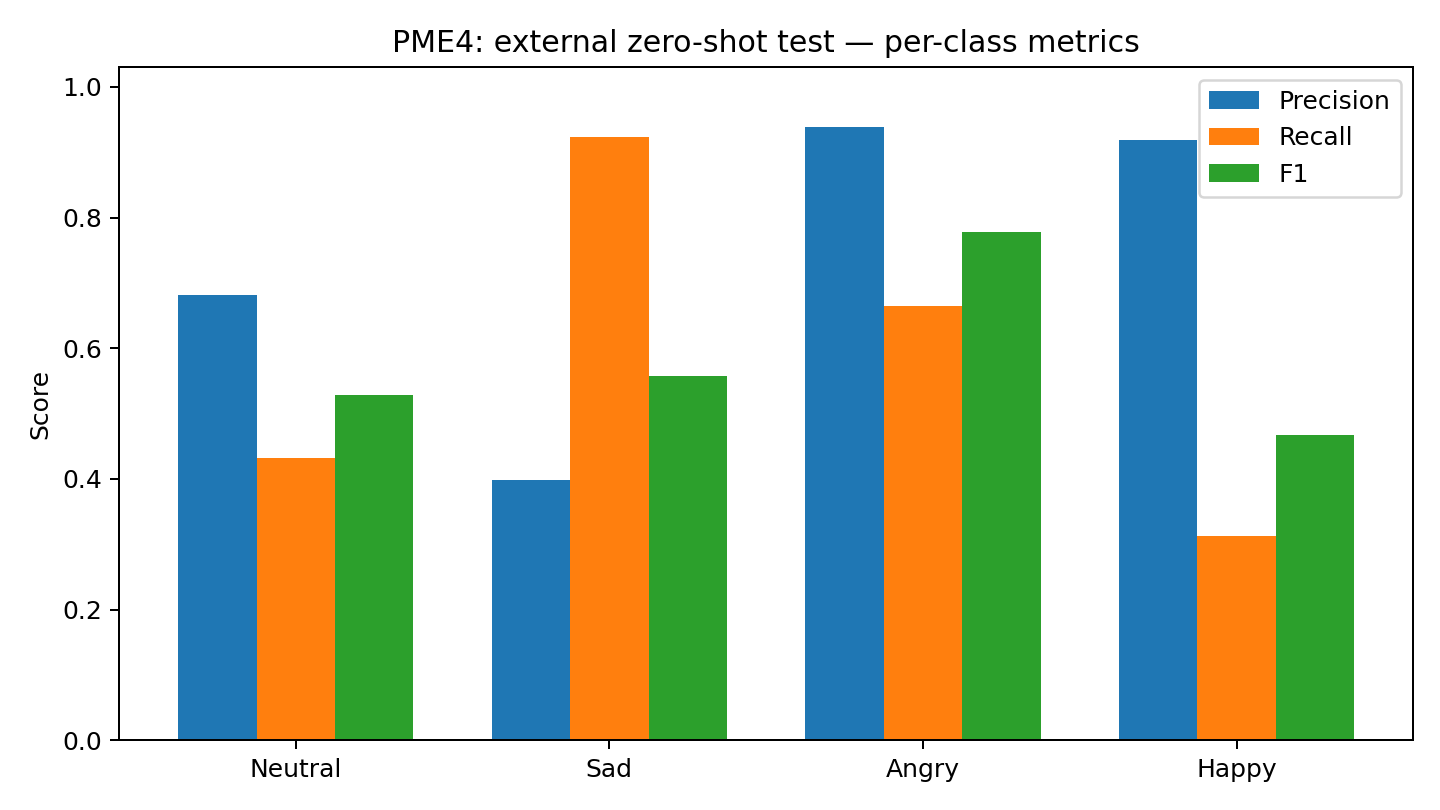 PME4: external zero-shot test — per-class metrics
Precision
Recall
F1
Score
1.0
0.8
0.6
0.4
0.2
0.0
Neutral Sad Angry Happy